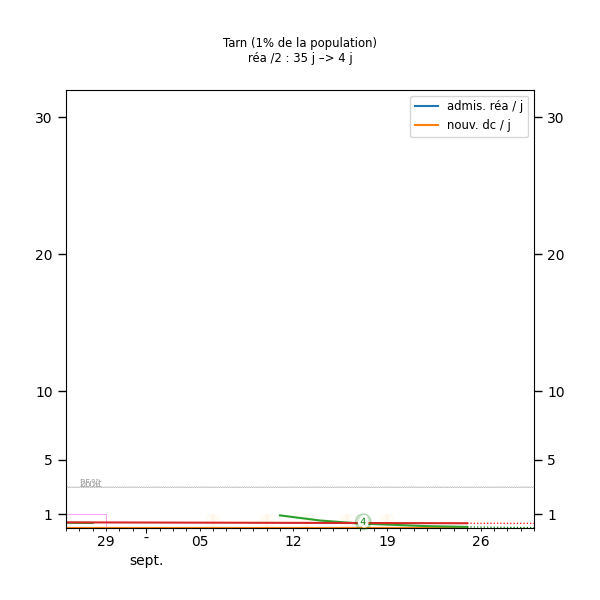 Tarn (1% de la population)
réa /2 : 35 j –> 4 j
admis. réa / j
nouv. dc / j
30 30
20 20
10 10
5 5
1 1
4
29 - 05 12 19 26
sept.